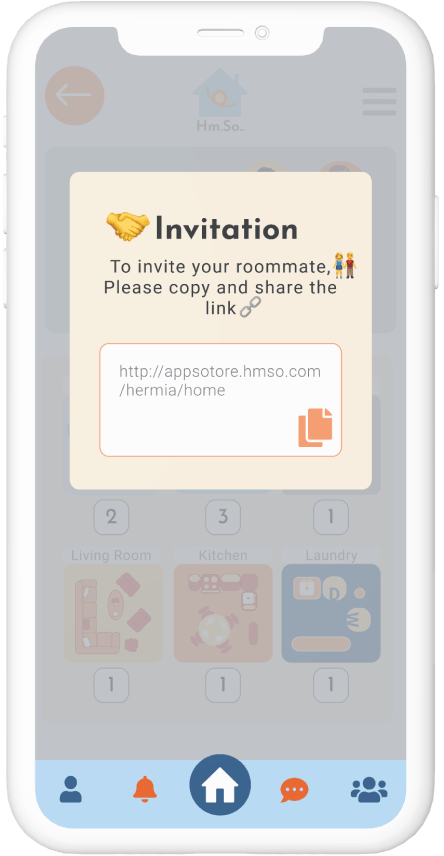 Hm.So..
Invitation
To invite your roommate,
Please copy and share the
link
http://appsotore.hmso.com
/hermia/home
2 3 1
Living Room Kitchen Laundry
D
W
1 1 1